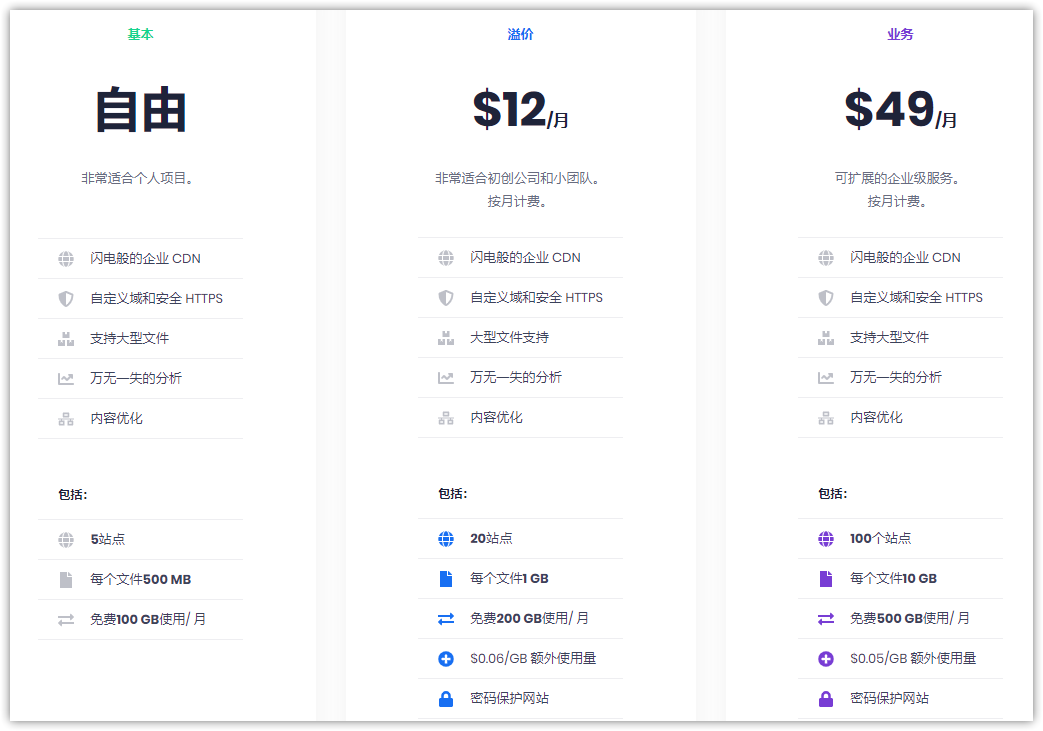 基本
自由
非常适合个人项目。
闪电般的企业 CDN
自定义域和安全 HTTPS
支持大型文件
万无一失的分析
内容优化
包括：
5站点
每个文件500 MB
免费100 GB使用/ 月
溢价
$12/月
非常适合初创公司和小团队。
按月计费。
闪电般的企业 CDN
自定义域和安全 HTTPS
大型文件支持
万无一失的分析
内容优化
包括：
20站点
每个文件1 GB
免费200 GB使用/ 月
$0.06/GB 额外使用量
密码保护网站
业务
$49/月
可扩展的企业级服务。
按月计费。
闪电般的企业 CDN
自定义域和安全 HTTPS
支持大型文件
万无一失的分析
内容优化
包括：
100个站点
每个文件10 GB
免费500 GB使用/ 月
$0.05/GB 额外使用量
密码保护网站